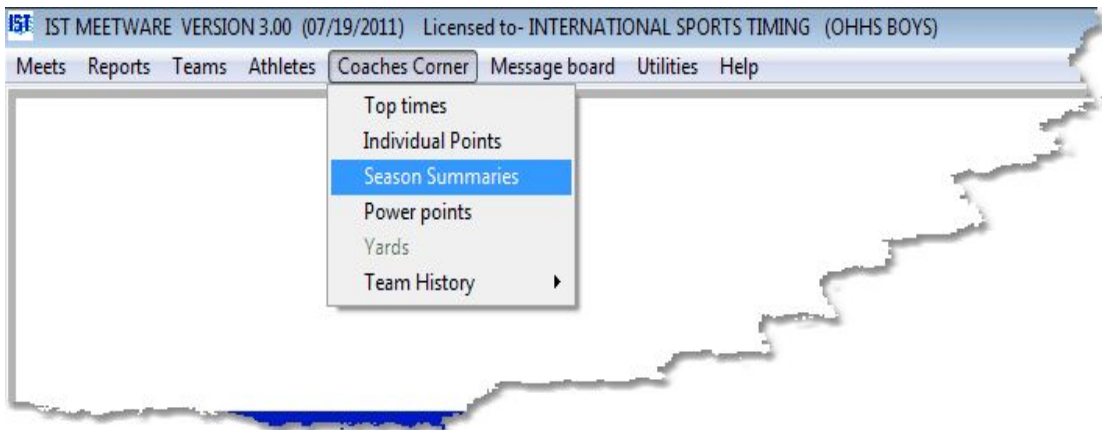 IST IST MEETWARE VERSION 3.00 (07/19/2011) Licensed to- INTERNATIONAL SPORTS TIMING (OHHS BOYS)
Meets Reports Teams Athletes Coaches Corner Message board Utilities Help
Top times
Individual Points
Season Summaries
Power points
Yards
Team History